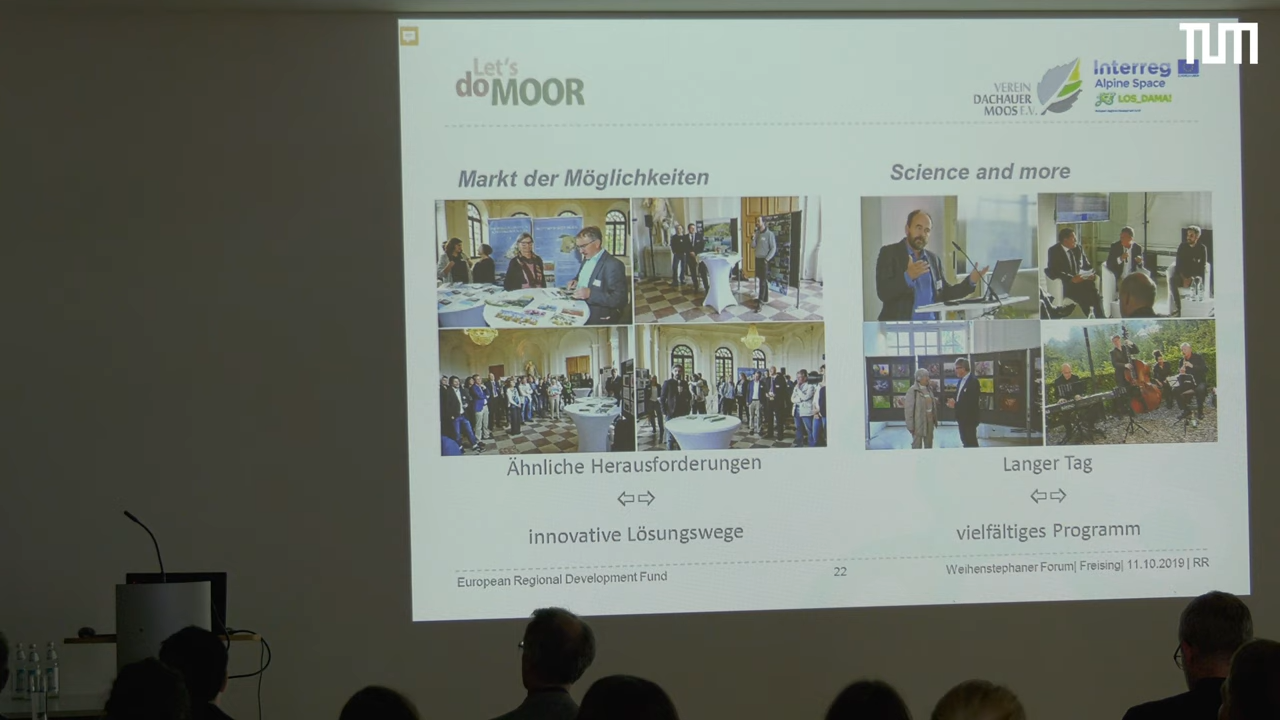 TUM
Let's
do MOOR
VEREIN
DACHAUER
MOOS E.V.
Interreg
Alpine Space
LOS_DAMA!
Markt der Möglichkeiten
Science and more
Ähnliche Herausforderungen
⇦⇨
innovative Lösungswege
Langer Tag
⇦⇨
vielfältiges Programm
European Regional Development Fund
22
Weihenstephaner Forum| Freising| 11.10.2019 | RR